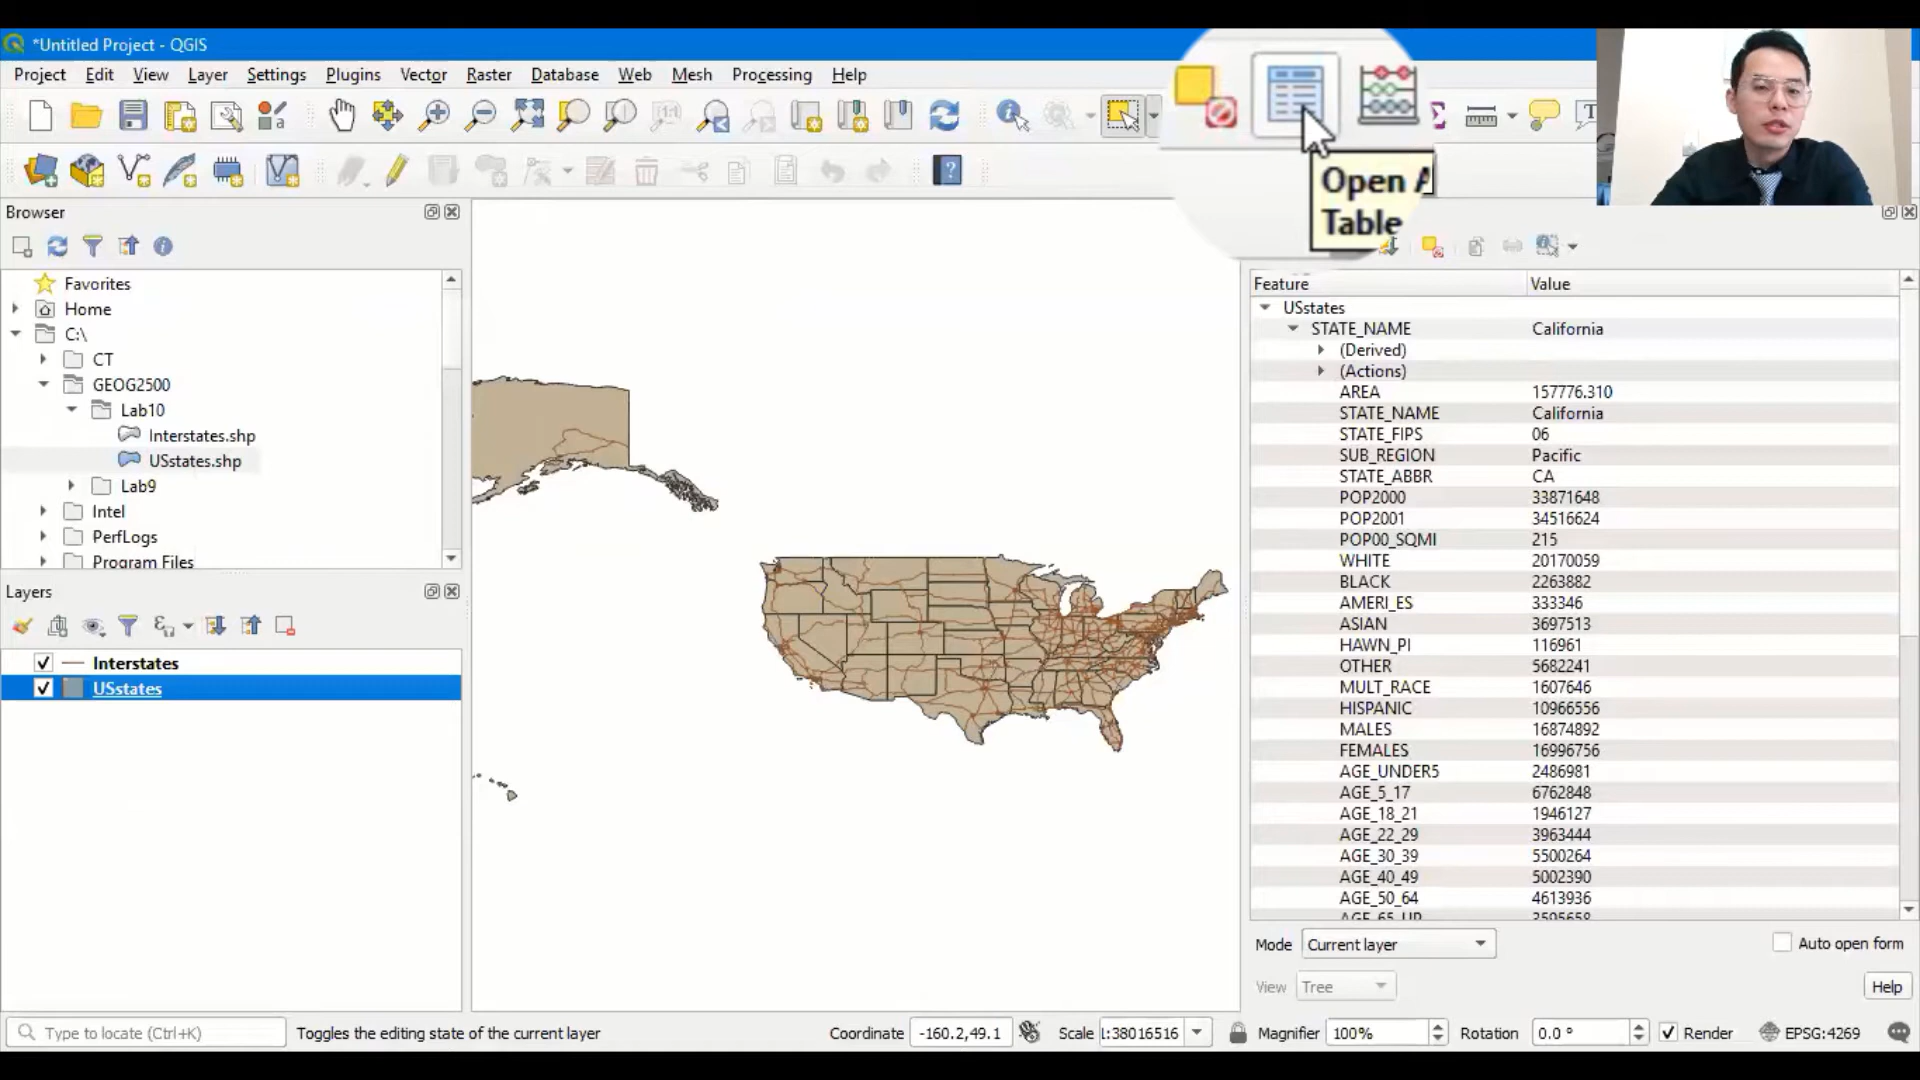 *Untitled Project - QGIS
Project Edit View Layer Settings Plugins Vector Raster Database Web Mesh Processing Help
Open A
Table
Browser
Favorites
Home
C:\
CT
GEOG2500
Lab10
Interstates.shp
USstates.shp
Lab9
Intel
PerfLogs
Program Files
Layers
Interstates
USstates
Feature Value
USstates
STATE_NAME California
(Derived)
(Actions)
AREA 157776.310
STATE_NAME California
STATE_FIPS 06
SUB_REGION Pacific
STATE_ABBR CA
POP2000 33871648
POP2001 34516624
POP00_SQMI 215
WHITE 20170059
BLACK 2263882
AMERI_ES 333346
ASIAN 3697513
HAWN_PI 116961
OTHER 5682241
MULT_RACE 1607646
HISPANIC 10966556
MALES 16874892
FEMALES 16996756
AGE_UNDER5 2486981
AGE_5_17 6762848
AGE_18_21 1946127
AGE_22_29 3963444
AGE_30_39 5500264
AGE_40_49 5002390
AGE_50_64 4613936
AGE_65_UP 3595658
Mode Current layer Auto open form
View Tree Help
Type to locate (Ctrl+K) Toggles the editing state of the current layer Coordinate -160.2,49.1 Scale 1:38016516 Magnifier 100% Rotation 0.0 ° Render EPSG:4269